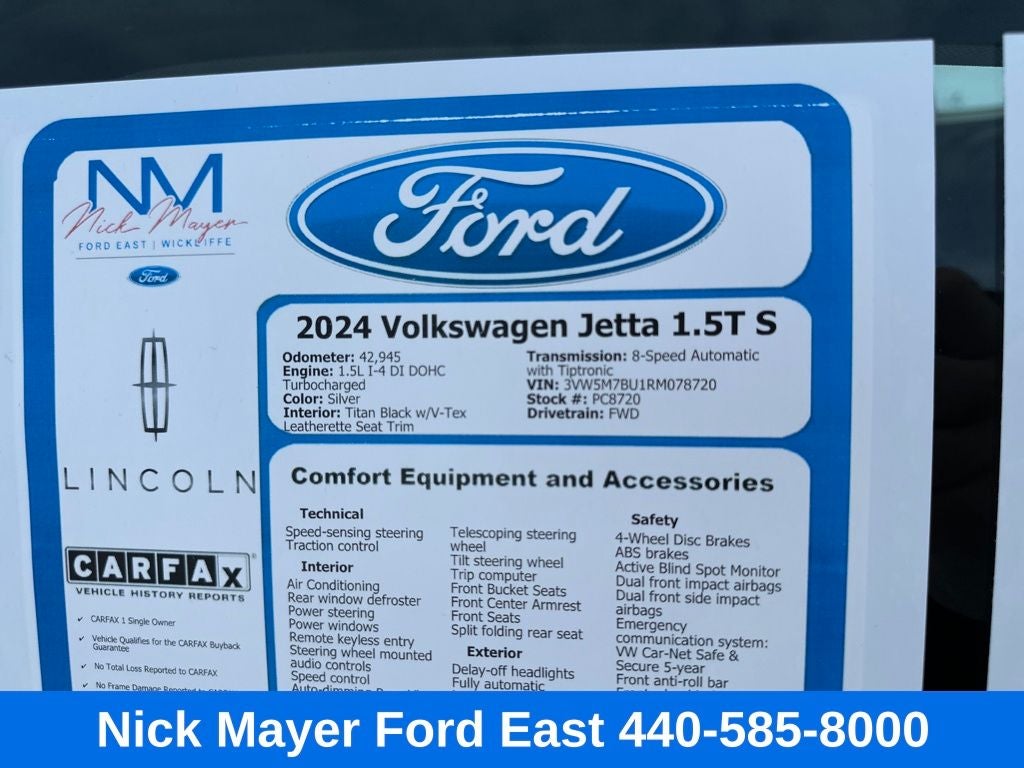 NM
Nick Mayer
FORD EAST | WICKLIFFE
Ford
Ford
2024 Volkswagen Jetta 1.5T S
Odometer: 42,945
Engine: 1.5L I-4 DI DOHC
Turbocharged
Color: Silver
Interior: Titan Black w/V-Tex
Leatherette Seat Trim
Transmission: 8-Speed Automatic
with Tiptronic
VIN: 3VW5M7BU1RM078720
Stock #: PC8720
Drivetrain: FWD
LINCOLN
CARFAX
VEHICLE HISTORY REPORTS
✓ CARFAX 1 Single Owner
✓ Vehicle Qualifies for the CARFAX Buyback
Guarantee
✓ No Total Loss Reported to CARFAX
✓ No Frame Damage Reported to
Comfort Equipment and Accessories
Technical
Speed-sensing steering
Traction control
Interior
Air Conditioning
Rear window defroster
Power steering
Power windows
Remote keyless entry
Steering wheel mounted
audio controls
Speed control
Telescoping steering
wheel
Tilt steering wheel
Trip computer
Front Bucket Seats
Front Center Armrest
Front Seats
Split folding rear seat
Exterior
Delay-off headlights
Fully automatic
Safety
4-Wheel Disc Brakes
ABS brakes
Active Blind Spot Monitor
Dual front impact airbags
Dual front side impact
airbags
Emergency
communication system:
VW Car-Net Safe &
Secure 5-year
Front anti-roll bar
Nick Mayer Ford East 440-585-8000